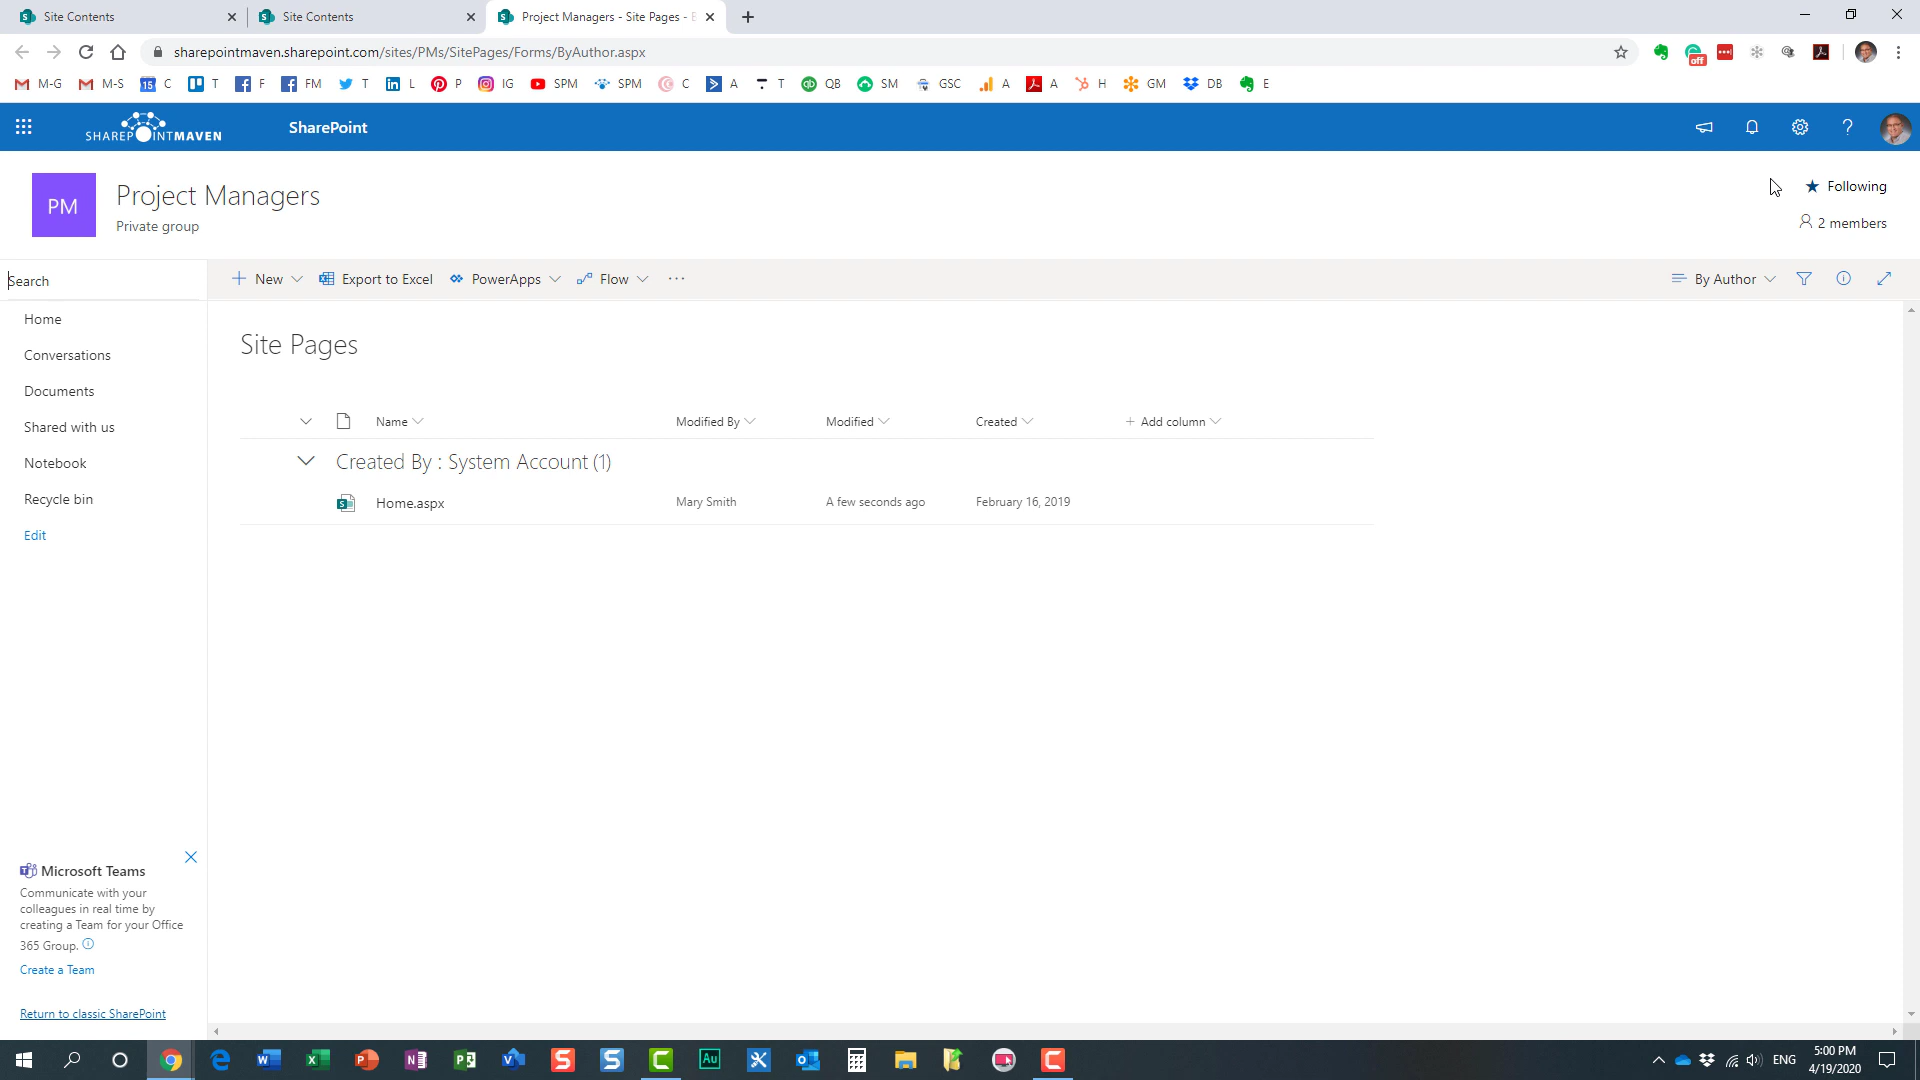 Site Contents
Site Contents
Project Managers - Site Pages -
sharepointmaven.sharepoint.com/sites/PMs/SitePages/Forms/ByAuthor.aspx
off
M-G
M-S
15
C
T
F
FM
T
L
P
IG
SPM
SPM
C
A
T
QB
SM
GSC
A
A
H
GM
DB
E
SHAREPOINTMAVEN
SharePoint
PM
Project Managers
Private group
Following
2 members
Search
New
Export to Excel
PowerApps
Flow
By Author
Home
Conversations
Documents
Shared with us
Notebook
Recycle bin
Edit
Site Pages
Name
Modified By
Modified
Created
Add column
Created By : System Account (1)
Home.aspx
Mary Smith
A few seconds ago
February 16, 2019
Microsoft Teams
Communicate with your
colleagues in real time by
creating a Team for your Office
365 Group.
Create a Team
Return to classic SharePoint
ENG
5:00 PM
4/19/2020